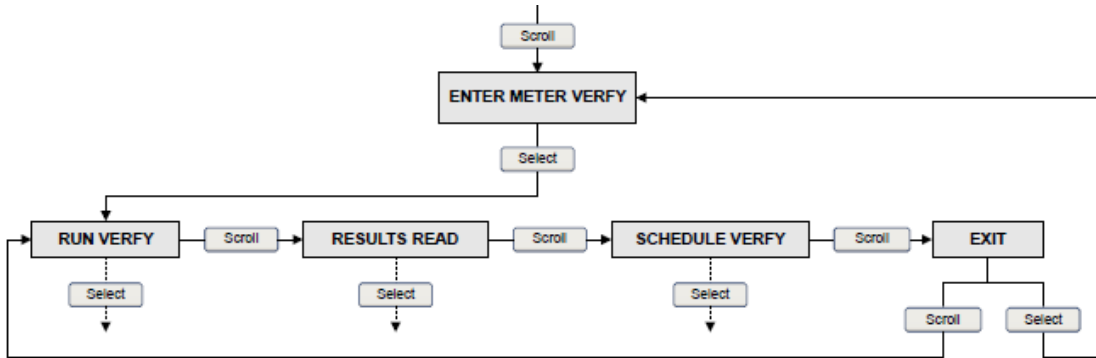 Scroll
ENTER METER VERFY
Select
RUN VERFY Scroll RESULTS READ Scroll SCHEDULE VERFY Scroll EXIT
Select Select Select
Scroll Select